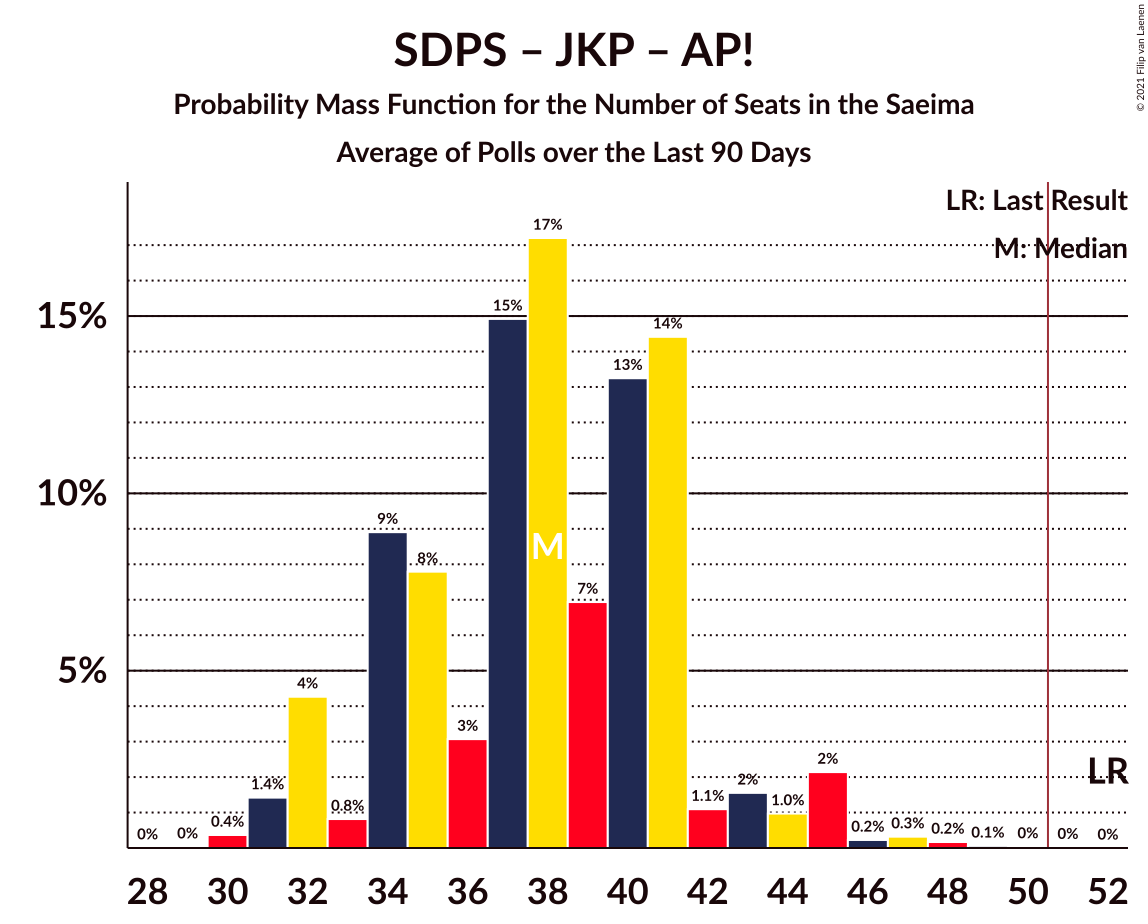 SDPS – JKP – AP!
Probability Mass Function for the Number of Seats in the Saeima
Average of Polls over the Last 90 Days
© 2021 Filip van Laenen
LR: Last Result
M: Median
15%
10%
5%
0% 0% 0.4% 1.4% 4% 0.8% 9% 8% 3% 15% 17% 7% 13% 14% 1.1% 2% 1.0% 2% 0.2% 0.3% 0.2% 0.1% 0% 0% 0%
M
LR
28 30 32 34 36 38 40 42 44 46 48 50 52